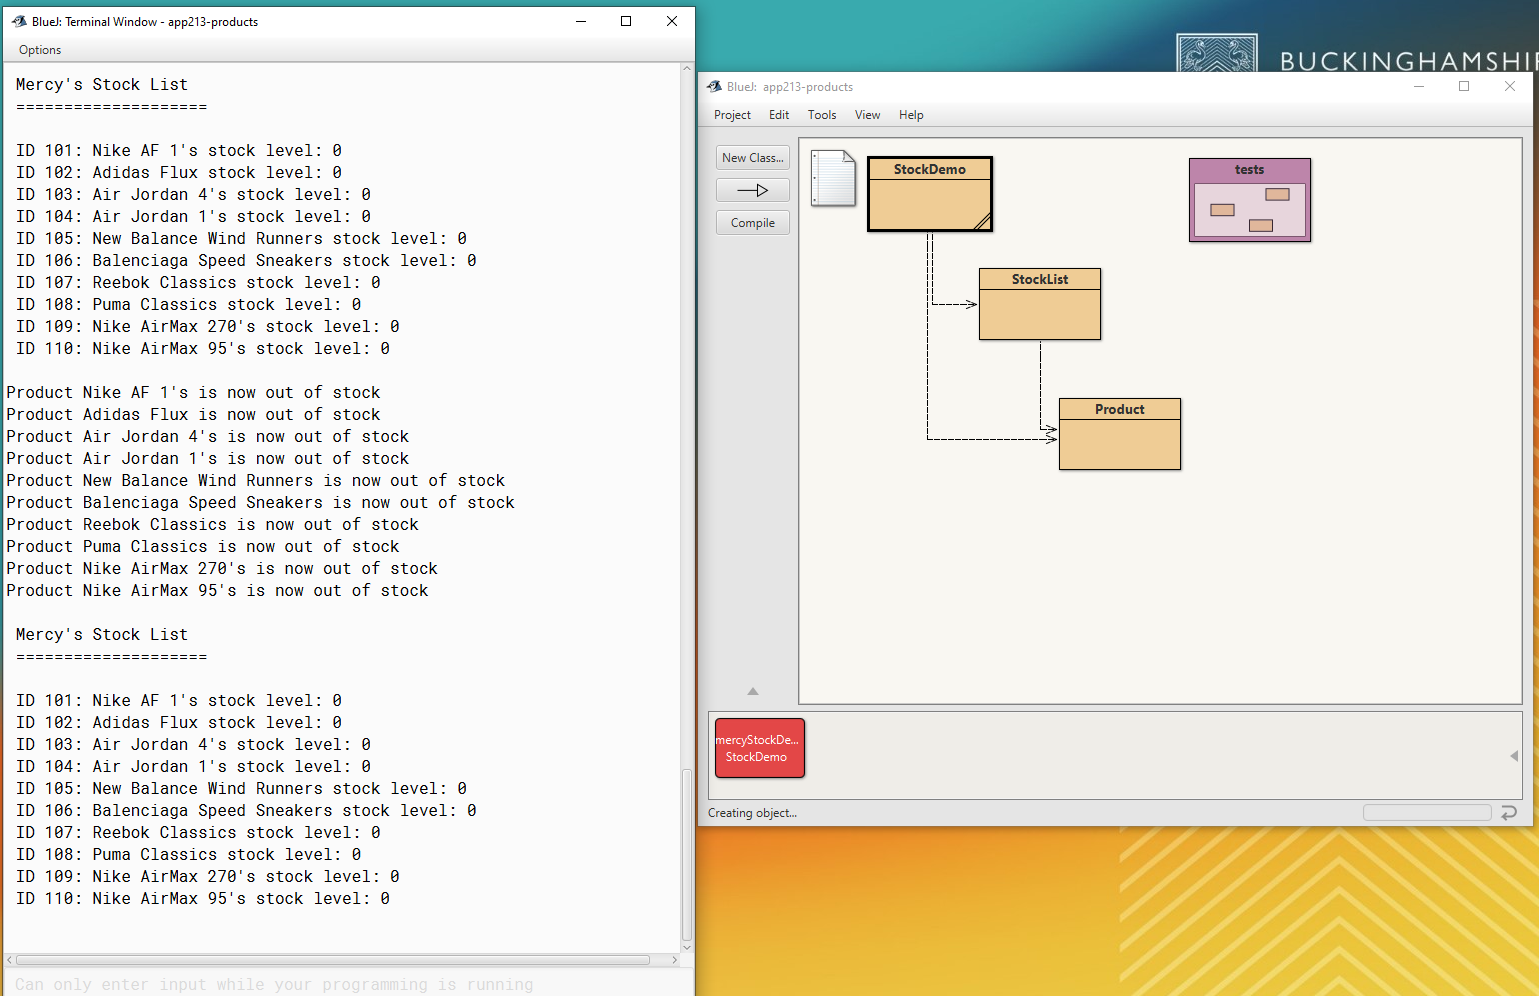 BlueJ: Terminal Window - app213-products
Options
Mercy's Stock List
====================
ID 101: Nike AF 1's stock level: 0
ID 102: Adidas Flux stock level: 0
ID 103: Air Jordan 4's stock level: 0
ID 104: Air Jordan 1's stock level: 0
ID 105: New Balance Wind Runners stock level: 0
ID 106: Balenciaga Speed Sneakers stock level: 0
ID 107: Reebok Classics stock level: 0
ID 108: Puma Classics stock level: 0
ID 109: Nike AirMax 270's stock level: 0
ID 110: Nike AirMax 95's stock level: 0
Product Nike AF 1's is now out of stock
Product Adidas Flux is now out of stock
Product Air Jordan 4's is now out of stock
Product Air Jordan 1's is now out of stock
Product New Balance Wind Runners is now out of stock
Product Balenciaga Speed Sneakers is now out of stock
Product Reebok Classics is now out of stock
Product Puma Classics is now out of stock
Product Nike AirMax 270's is now out of stock
Product Nike AirMax 95's is now out of stock
Mercy's Stock List
====================
ID 101: Nike AF 1's stock level: 0
ID 102: Adidas Flux stock level: 0
ID 103: Air Jordan 4's stock level: 0
ID 104: Air Jordan 1's stock level: 0
ID 105: New Balance Wind Runners stock level: 0
ID 106: Balenciaga Speed Sneakers stock level: 0
ID 107: Reebok Classics stock level: 0
ID 108: Puma Classics stock level: 0
ID 109: Nike AirMax 270's stock level: 0
ID 110: Nike AirMax 95's stock level: 0
Can only enter input while your programming is running
BUCKINGHAMSHIR
BlueJ: app213-products
Project Edit Tools View Help
New Class...
Compile
StockDemo
tests
StockList
Product
mercyStockDe...
StockDemo
Creating object...